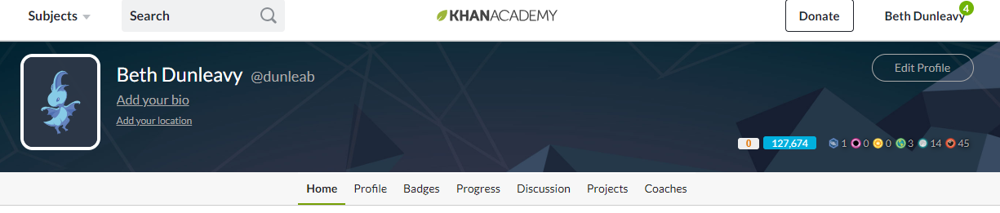 Subjects Search KHANACADEMY Donate Beth Dunleavy 4
Beth Dunleavy @dunleab
Edit Profile
Add your bio
Add your location
0 127,674 1 0 0 3 14 45
Home Profile Badges Progress Discussion Projects Coaches